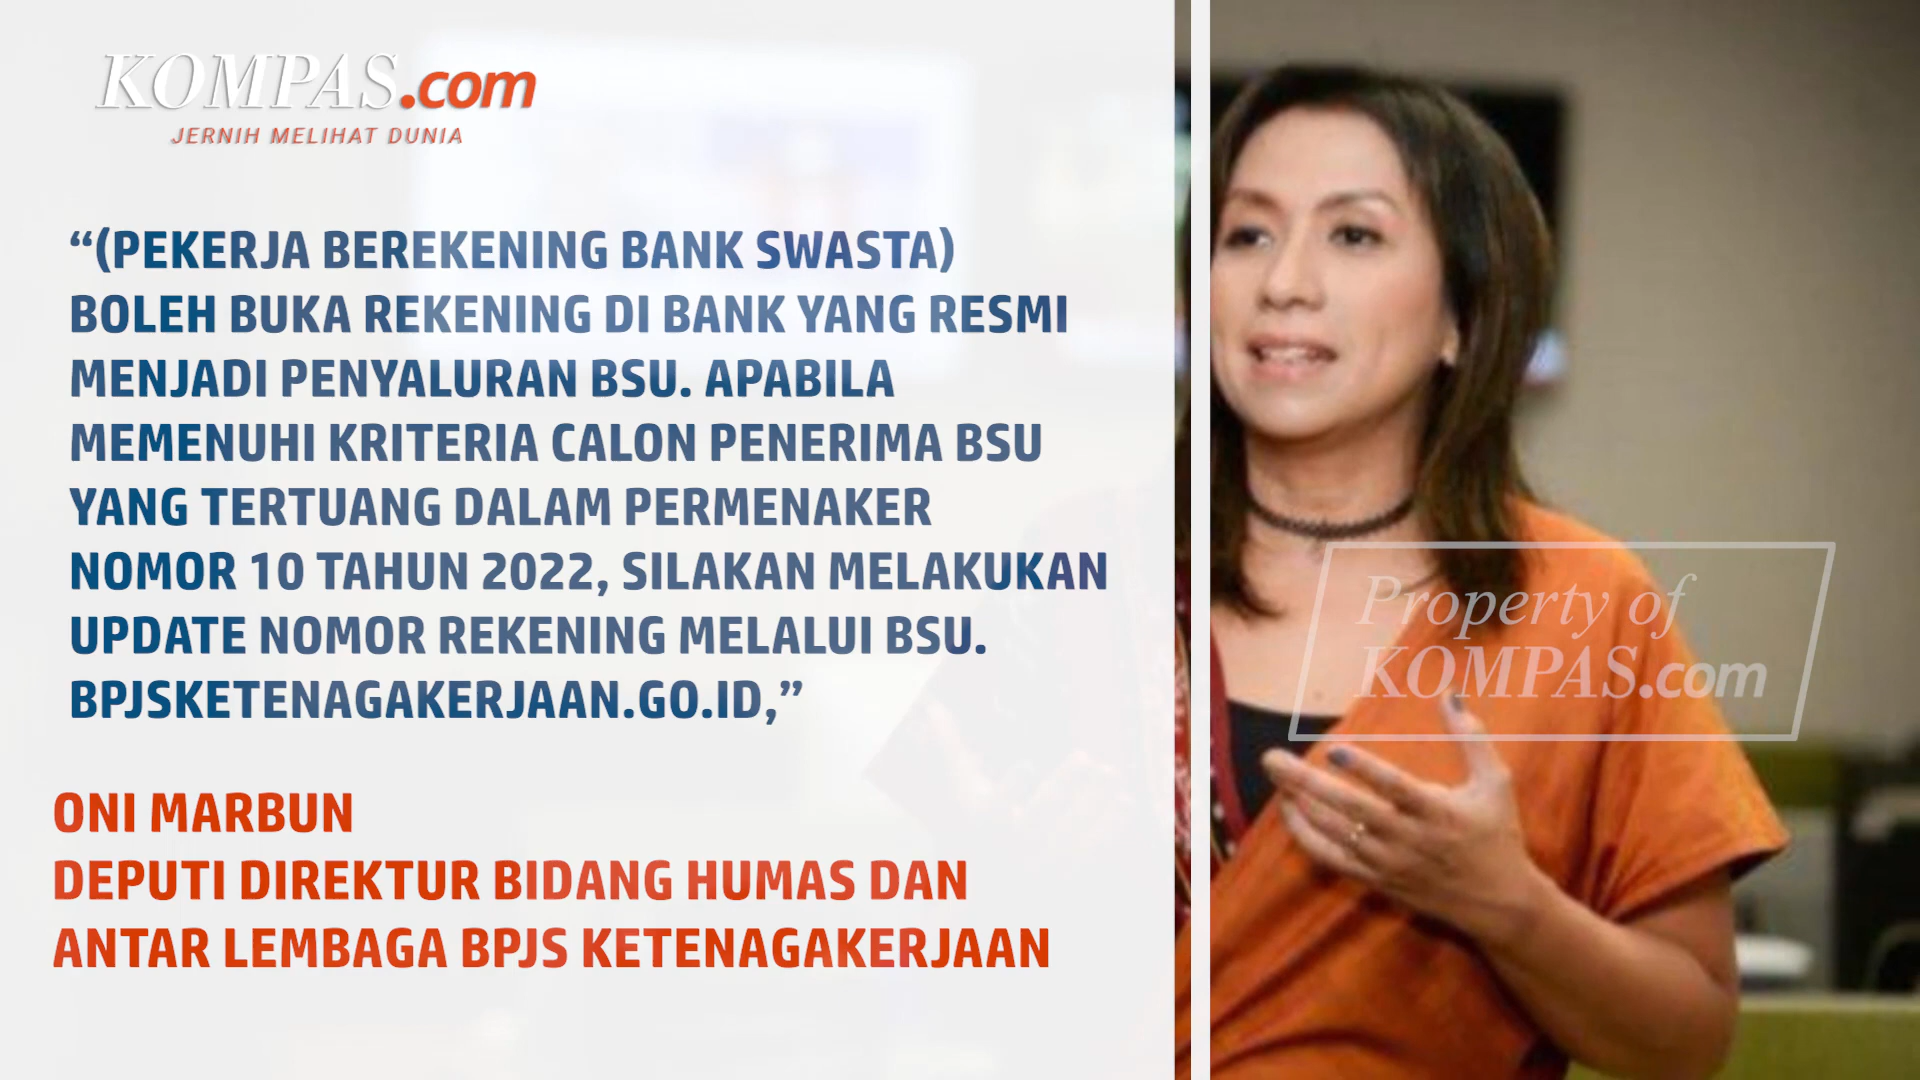 KOMPAS.com
JERNIH MELIHAT DUNIA
“(PEKERJA BEREKENING BANK SWASTA)
BOLEH BUKA REKENING DI BANK YANG RESMI
MENJADI PENYALURAN BSU. APABILA
MEMENUHI KRITERIA CALON PENERIMA BSU
YANG TERTUANG DALAM PERMENAKER
NOMOR 10 TAHUN 2022, SILAKAN MELAKUKAN
UPDATE NOMOR REKENING MELALUI BSU.
BPJSKETENAGAKERJAAN.GO.ID,”
ONI MARBUN
DEPUTI DIREKTUR BIDANG HUMAS DAN
ANTAR LEMBAGA BPJS KETENAGAKERJAAN
Property of
KOMPAS.com